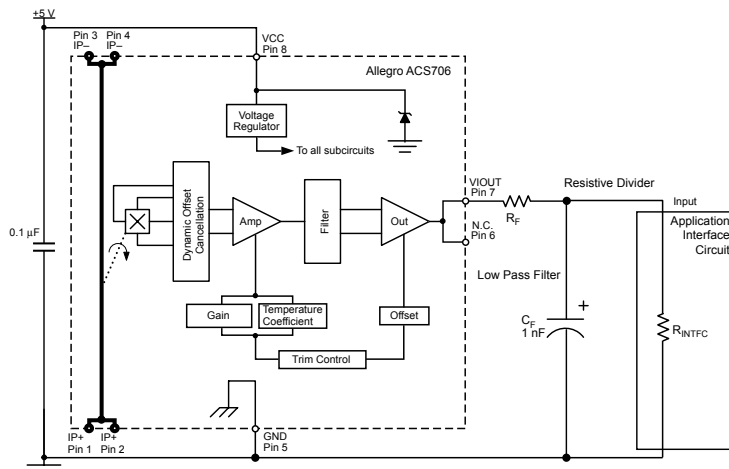 +5 V
Pin 3
IP–
Pin 4
IP–
VCC
Pin 8
Allegro ACS706
Voltage
Regulator
To all subcircuits
0.1 µF
Dynamic Offset
Cancellation
Amp
Filter
Out
VIOUT
Pin 7
N.C.
Pin 6
RF
Resistive Divider
Input
Application
Interface
Circuit
Low Pass Filter
Gain
Temperature
Coefficient
Offset
Trim Control
CF
1 nF
+
RINTFC
IP+
Pin 1
IP+
Pin 2
GND
Pin 5